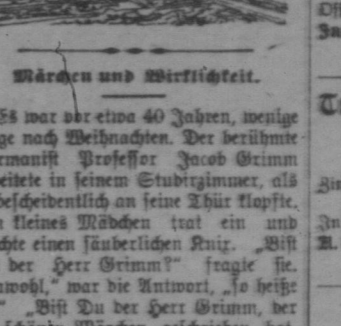 Märchen und Wirklichkeit.
Es war vor etwa 40 Jahren, wenige
ge nach Weihnachten. Der berühmte
rmanist Professor Jacob Grimm
eitete in seinem Studirzimmer, als
bescheidentlich an seine Thür klopfte.
n kleines Mädchen trat ein und
chte einen säuberlichen Knix. „Bist
der Herr Grimm?“ fragte sie.
awohl,“ war die Antwort, „so heiße
“ „Bist Du der Herr Grimm, der